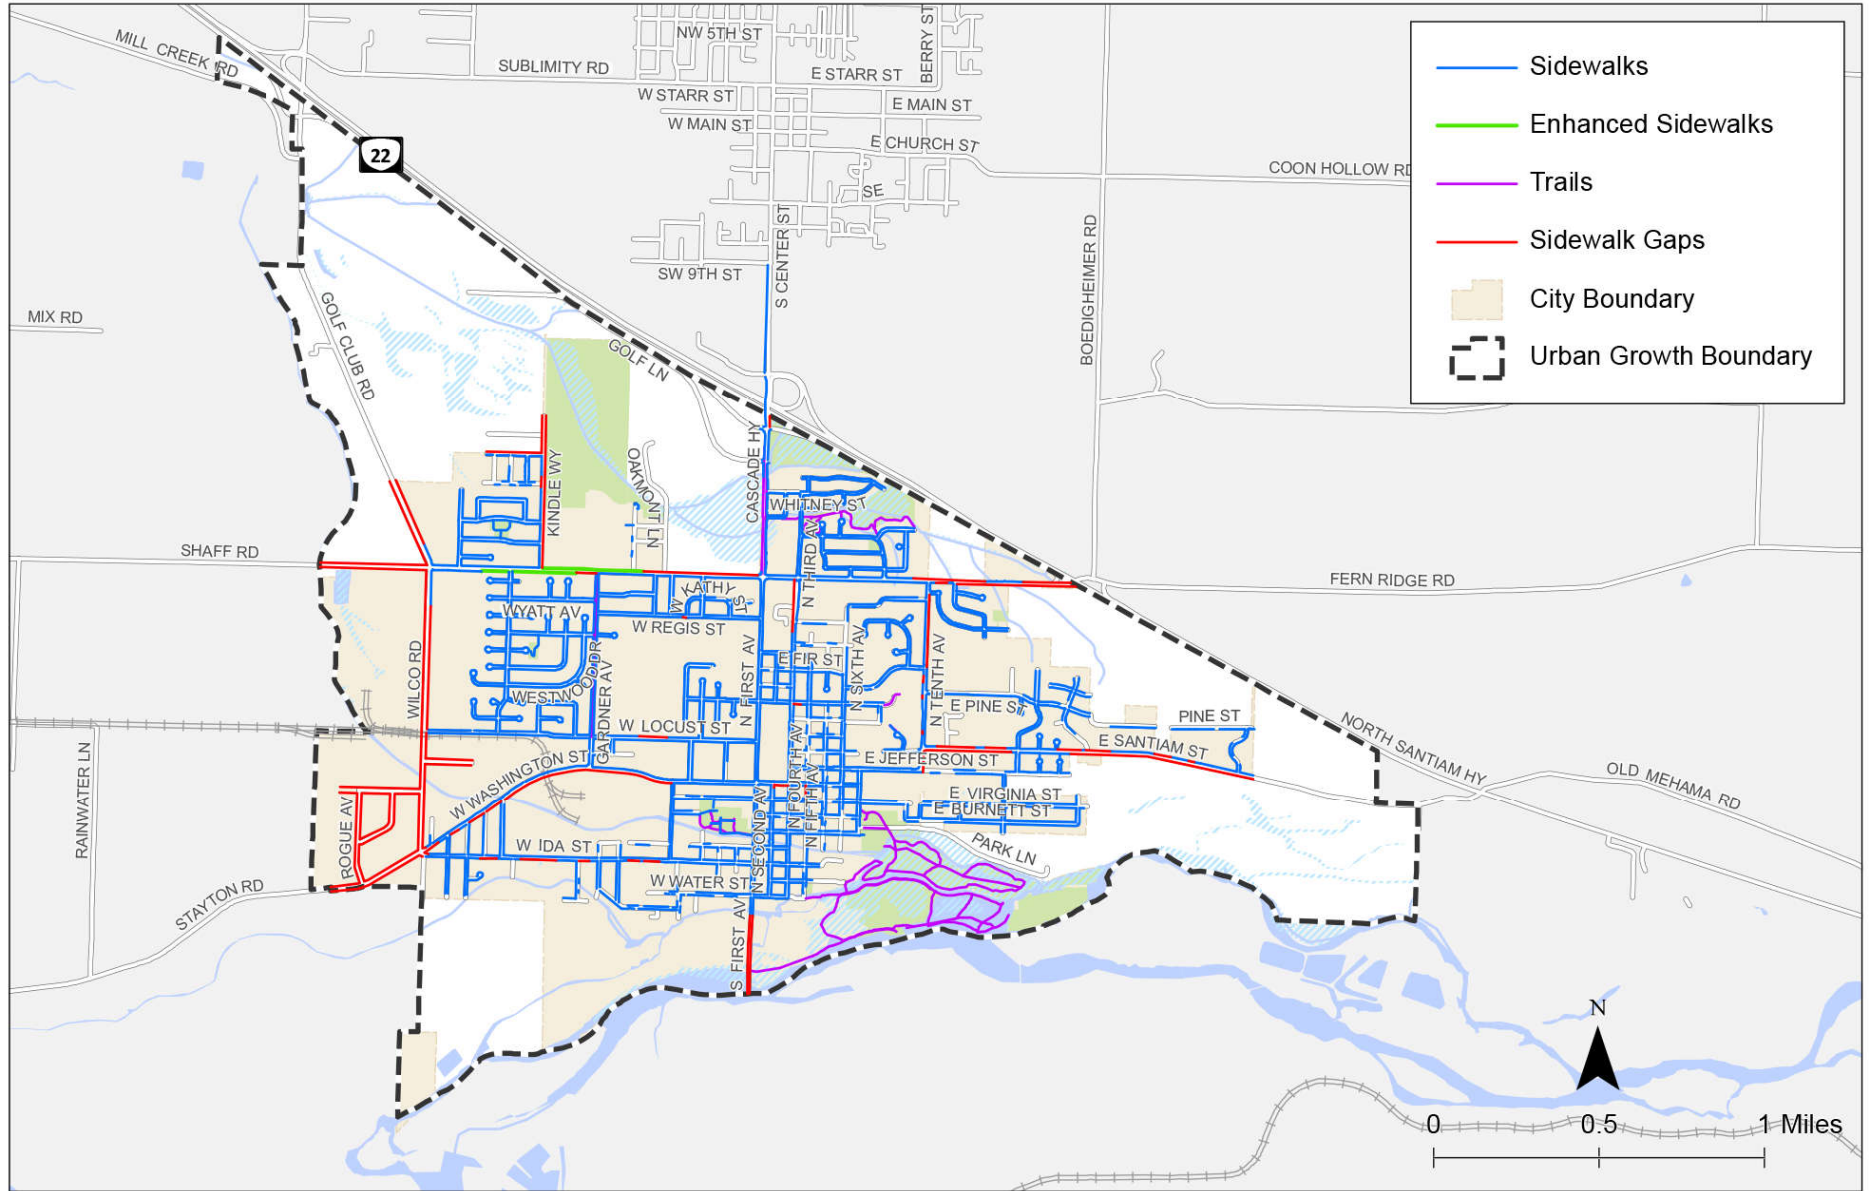 NW 5TH ST
BERRY ST
MILL CREEK RD
SUBLIMITY RD
E STARR ST
W STARR ST
E MAIN ST
W MAIN ST
E CHURCH ST
22
COON HOLLOW RD
SE
S CENTER ST
SW 9TH ST
BOEDIGHEIMER RD
MIX RD
GOLF CLUB RD
GOLF LN
CASCADE HY
OAKMONT LN
KINDLE WY
WHITNEY ST
SHAFF RD
N THIRD AV
FERN RIDGE RD
W KATHY ST
WYATT AV
W REGIS ST
E FIR ST
WILCO RD
WESTWOOD DR
GARDNER AV
N FIRST AV
N SIXTH AV
N TENTH AV
E PINE ST
PINE ST
W LOCUST ST
E SANTIAM ST
NORTH SANTIAM HY
E JEFFERSON ST
OLD MEHAMA RD
RAINWATER LN
W WASHINGTON ST
N FOURTH AV
N FIFTH AV
E VIRGINIA ST
E BURNETT ST
ROGUE AV
W IDA ST
N SECOND AV
PARK LN
W WATER ST
STAYTON RD
S FIRST AV
Sidewalks
Enhanced Sidewalks
Trails
Sidewalk Gaps
City Boundary
Urban Growth Boundary
N
0 0.5 1 Miles